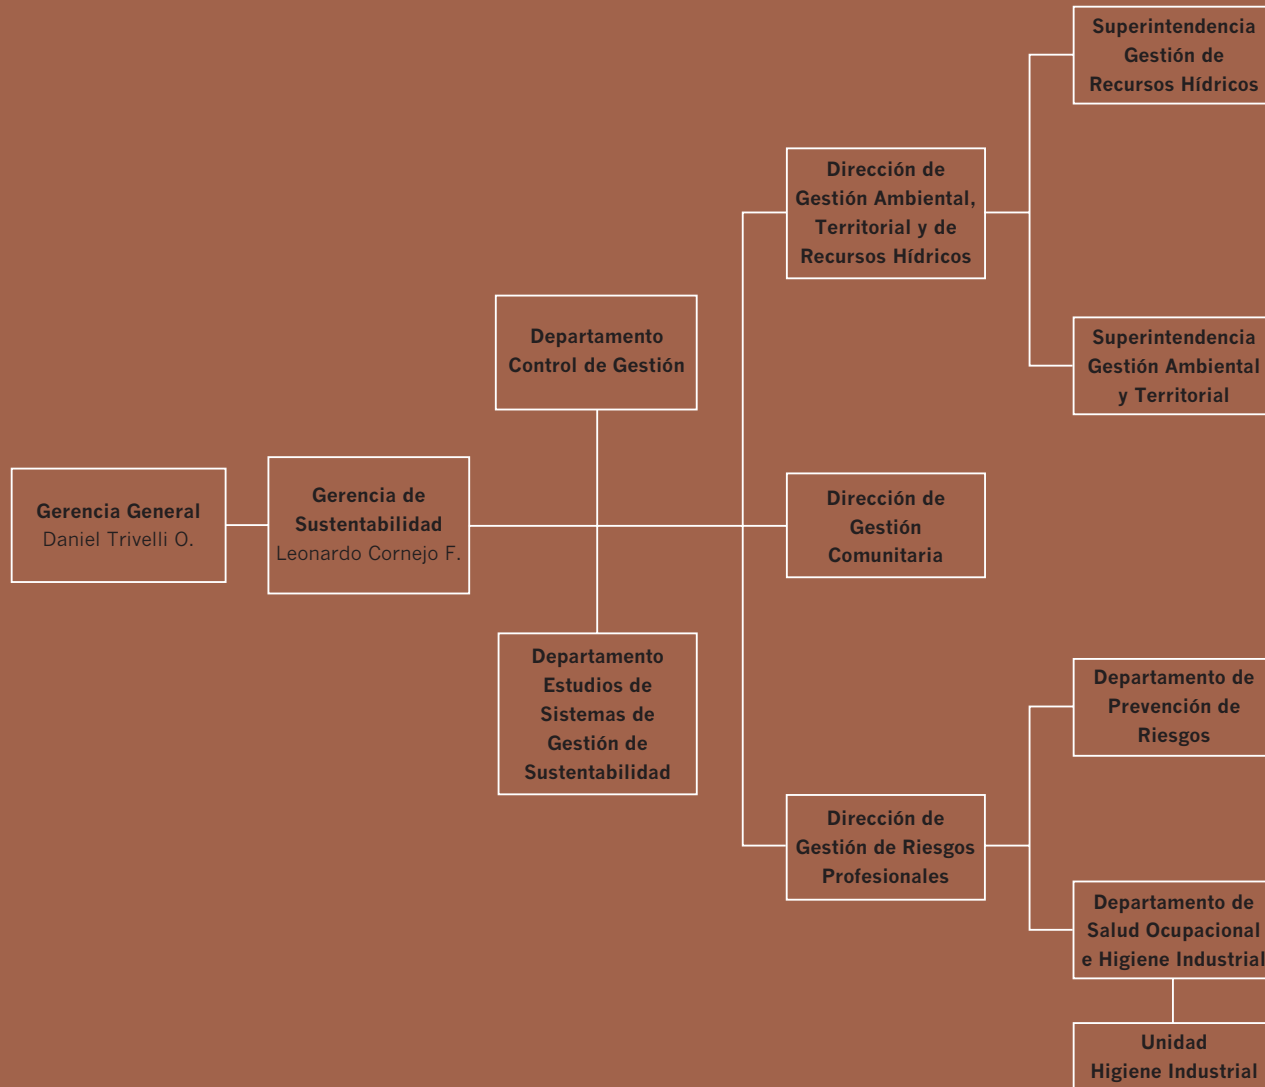 Superintendencia
Gestión de
Recursos Hídricos
Dirección de
Gestión Ambiental,
Territorial y de
Recursos Hídricos
Departamento
Control de Gestión
Superintendencia
Gestión Ambiental
y Territorial
Gerencia General
Daniel Trivelli O.
Gerencia de
Sustentabilidad
Leonardo Cornejo F.
Dirección de
Gestión
Comunitaria
Departamento
Estudios de
Sistemas de
Gestión de
Sustentabilidad
Departamento de
Prevención de
Riesgos
Dirección de
Gestión de Riesgos
Profesionales
Departamento de
Salud Ocupacional
e Higiene Industrial
Unidad
Higiene Industrial